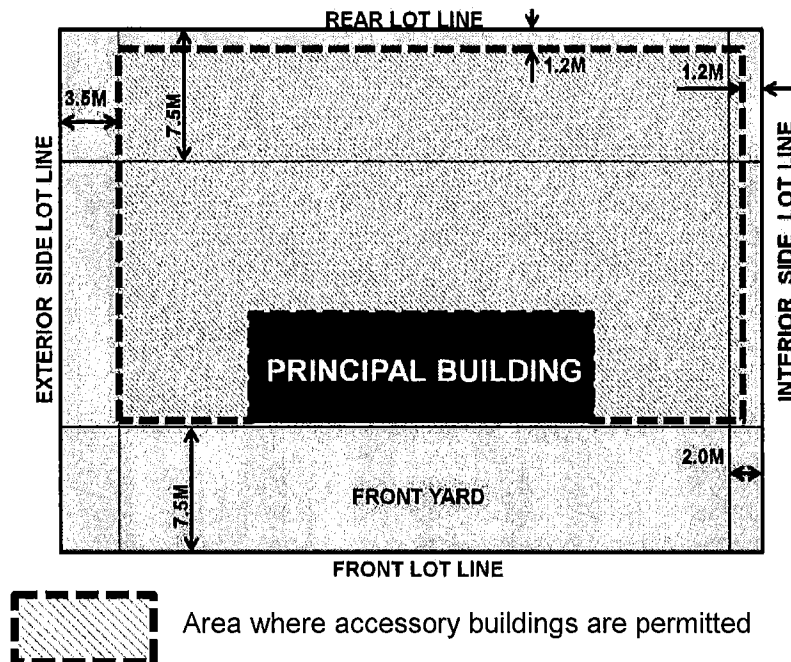 REAR LOT LINE
1.2M
1.2M
3.5M
7.5M
EXTERIOR SIDE LOT LINE
INTERIOR SIDE LOT LINE
PRINCIPAL BUILDING
2.0M
7.5M
FRONT YARD
FRONT LOT LINE
Area where accessory buildings are permitted